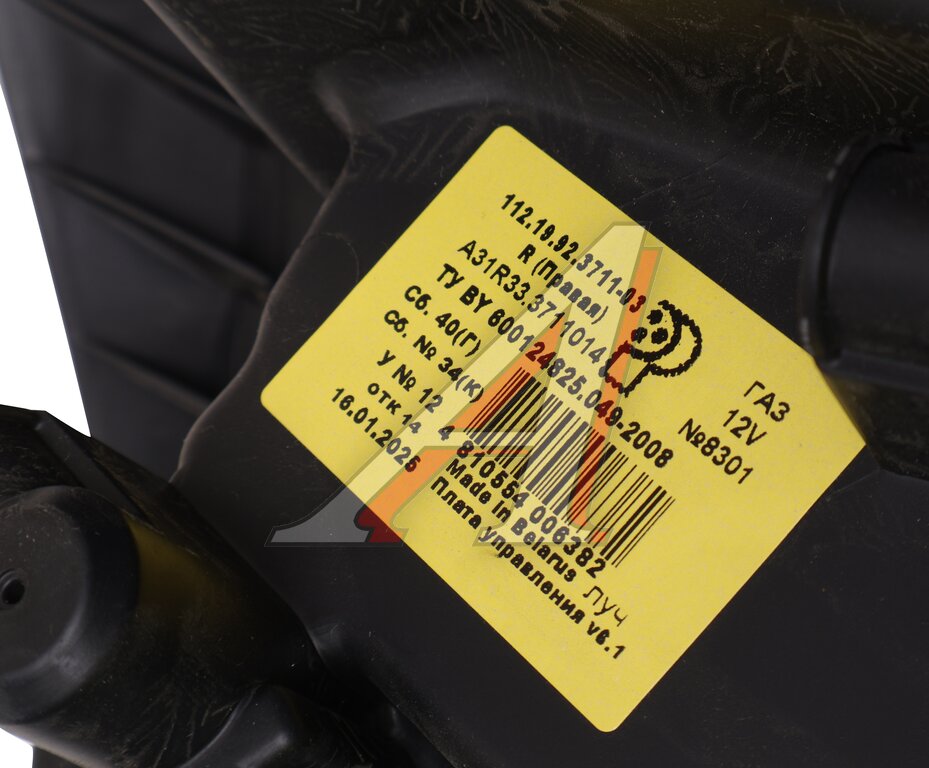 112.19.92.3711-03
R (Правая)
А31R33.3711014
ТУ BY 600124825.049-2008
Сб. 40(Г)
Сб. № 34(к)
у № 12
отк 14
16.01.2025
ГАЗ
12V
№8301
4 810554 006382
Made in Belarus
ЛУЧ
Плата управления v6.1